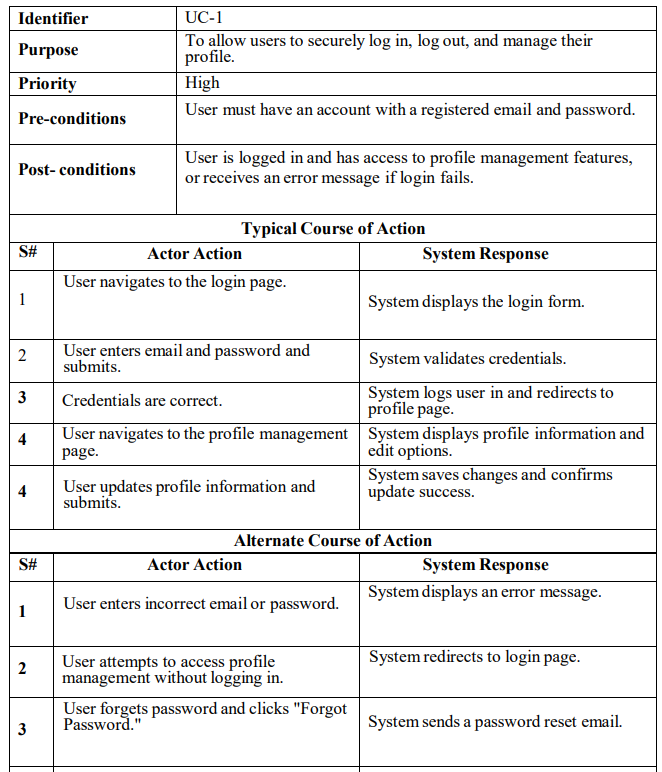 Identifier UC-1
Purpose To allow users to securely log in, log out, and manage their
profile.
Priority High
Pre-conditions User must have an account with a registered email and password.
Post- conditions User is logged in and has access to profile management features,
or receives an error message if login fails.
Typical Course of Action
S# Actor Action System Response
1 User navigates to the login page. System displays the login form.
2 User enters email and password and
submits. System validates credentials.
3 Credentials are correct. System logs user in and redirects to
profile page.
4 User navigates to the profile management
page. System displays profile information and
edit options.
4 User updates profile information and
submits. System saves changes and confirms
update success.
Alternate Course of Action
S# Actor Action System Response
1 User enters incorrect email or password. System displays an error message.
2 User attempts to access profile
management without logging in. System redirects to login page.
3 User forgets password and clicks "Forgot
Password." System sends a password reset email.